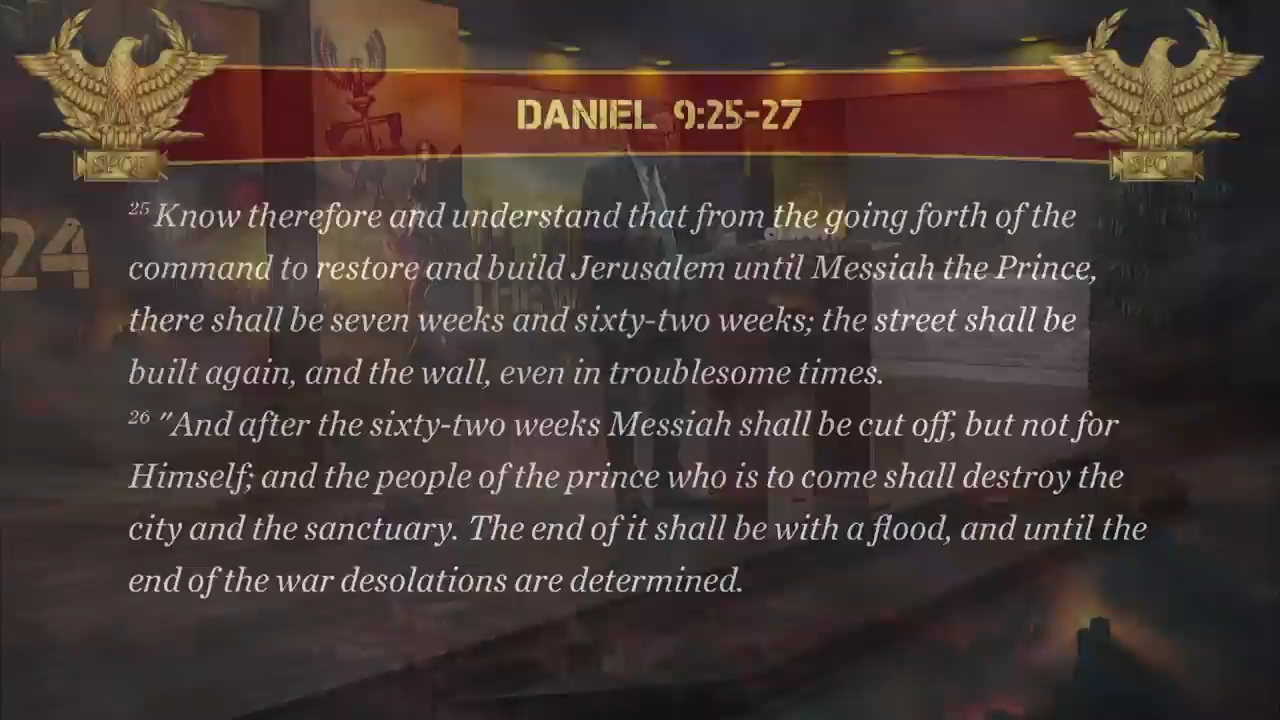 DANIEL 9:25-27
SPQR
SPQR
24
25 Know therefore and understand that from the going forth of the
command to restore and build Jerusalem until Messiah the Prince,
there shall be seven weeks and sixty-two weeks; the street shall be
built again, and the wall, even in troublesome times.
26 "And after the sixty-two weeks Messiah shall be cut off, but not for
Himself; and the people of the prince who is to come shall destroy the
city and the sanctuary. The end of it shall be with a flood, and until the
end of the war desolations are determined.